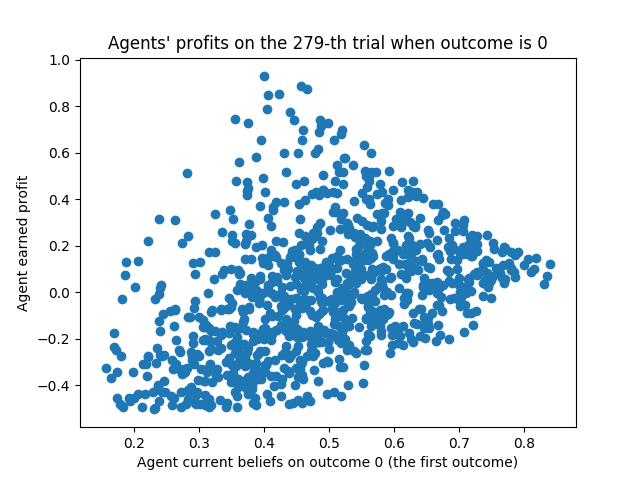 Agents' profits on the 279-th trial when outcome is 0
1.0
0.8
0.6
0.4
0.2
0.0
−0.2
−0.4
Agent earned profit
0.2 0.3 0.4 0.5 0.6 0.7 0.8
Agent current beliefs on outcome 0 (the first outcome)